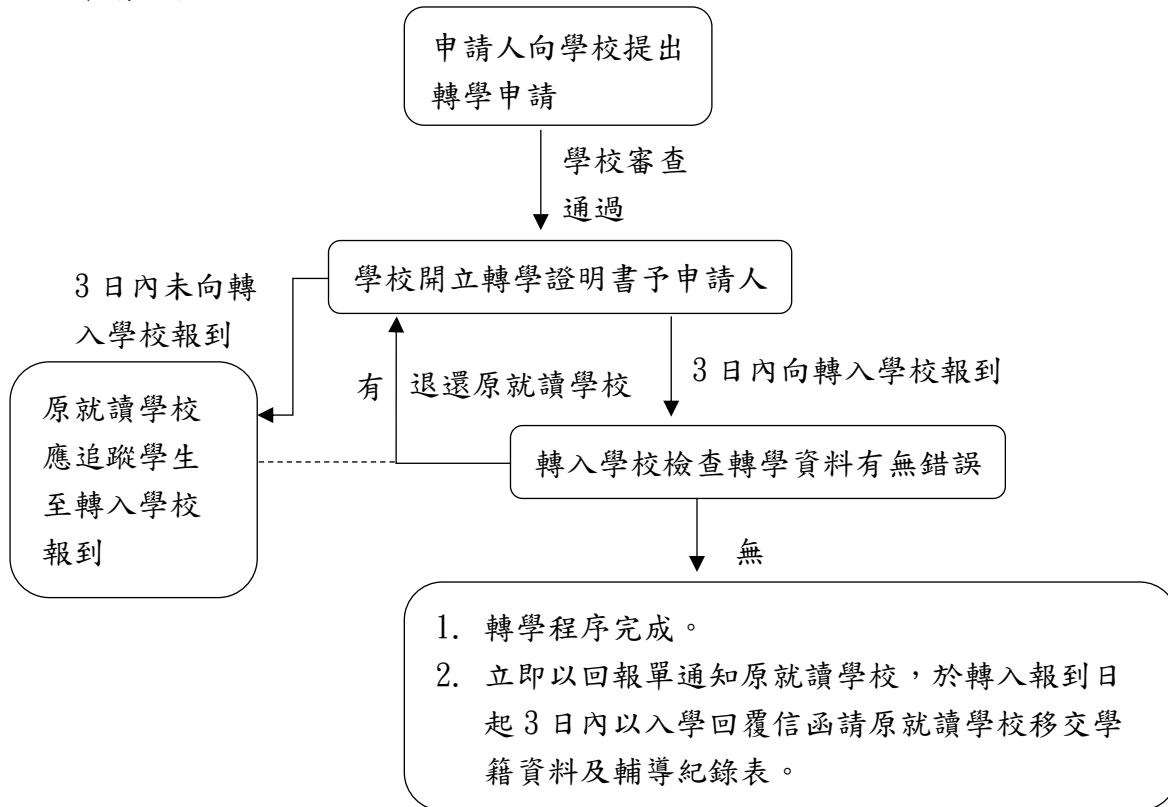 申請人向學校提出
轉學申請
學校審查
通過
學校開立轉學證明書予申請人
3 日內未向轉
入學校報到
有 退還原就讀學校
3 日內向轉入學校報到
原就讀學校
應追蹤學生
至轉入學校
報到
轉入學校檢查轉學資料有無錯誤
無
1. 轉學程序完成。
2. 立即以回報單通知原就讀學校，於轉入報到日
起 3 日內以入學回覆信函請原就讀學校移交學
籍資料及輔導紀錄表。